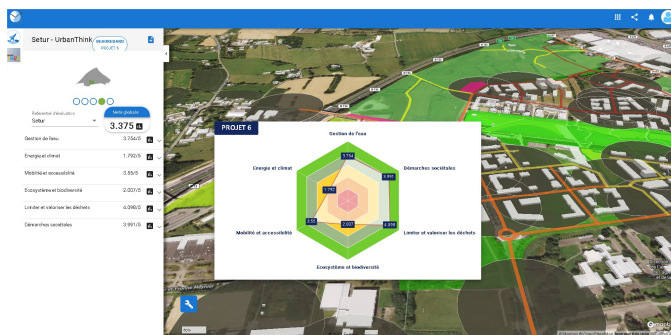 Setur - UrbanThink
BEAUREGARD
PROJET 6
Référentiel d'évaluation
Setur
Note globale
3.375
Gestion de l'eau 3.754/5
Energie et climat 1.792/5
Mobilité et accessibilité 3.55/5
Ecosystème et biodiversité 2.007/5
Limiter et valoriser les déchets 4.098/5
Démarches sociétales 3.991/5
PROJET 6
Gestion de l'eau
Energie et climat
Démarches sociétales
3.754
3.991
1.792
3.55
2.007
4.098
Mobilité et accessibilité
Limiter et valoriser les déchets
Ecosystème et biodiversité